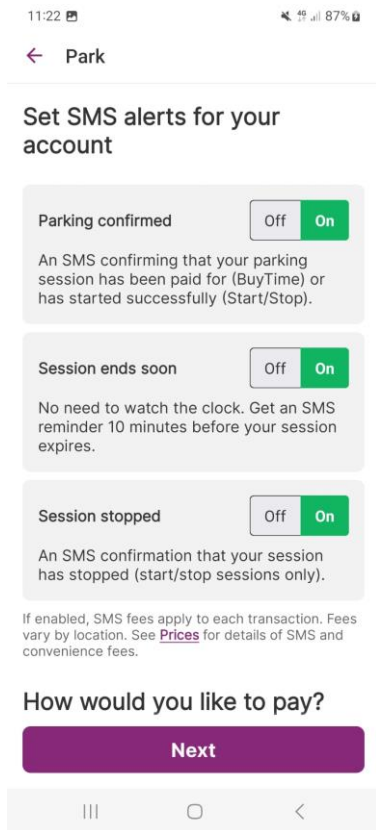 11:22 87%
Park
Set SMS alerts for your
account
Parking confirmed Off On
An SMS confirming that your parking
session has been paid for (BuyTime) or
has started successfully (Start/Stop).
Session ends soon Off On
No need to watch the clock. Get an SMS
reminder 10 minutes before your session
expires.
Session stopped Off On
An SMS confirmation that your session
has stopped (start/stop sessions only).
If enabled, SMS fees apply to each transaction. Fees
vary by location. See Prices for details of SMS and
convenience fees.
How would you like to pay?
Next